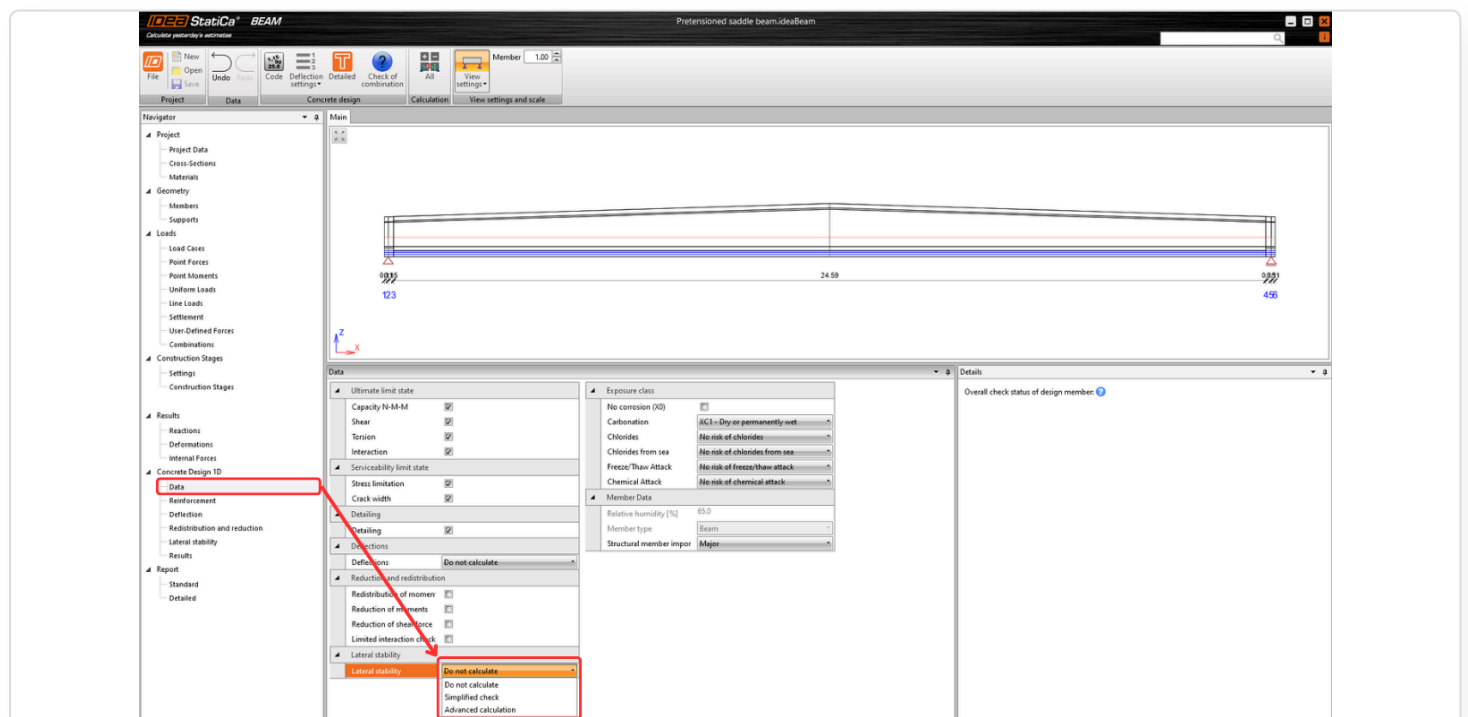 IDEA StatiCa® BEAM
Calculate yesterday's estimates
Pretensioned saddle beam.ideaBeam
File
New
Open
Save
Undo
Redo
Code
Deflection settings
Detailed
Check of combination
All
View settings
Member 1.00
Project
Data
Concrete design
Calculation
View settings and scale
Navigator
Project
Project Data
Cross-Sections
Materials
Geometry
Members
Supports
Loads
Load Cases
Point Forces
Point Moments
Uniform Loads
Line Loads
Settlement
User-Defined Forces
Combinations
Construction Stages
Settings
Construction Stages
Results
Reactions
Deformations
Internal Forces
Concrete Design 1D
Data
Reinforcement
Deflection
Redistribution and reduction
Lateral stability
Results
Report
Standard
Detailed
Main
24.59
123
456
Z
X
Data
Ultimate limit state
Capacity N-M-M
Shear
Torsion
Interaction
Serviceability limit state
Stress limitation
Crack width
Detailing
Detailing
Deflections
Deflections Do not calculate
Reduction and redistribution
Redistribution of momen
Reduction of moments
Reduction of shear force
Limited interaction check
Lateral stability
Lateral stability Do not calculate
Do not calculate
Simplified check
Advanced calculation
Exposure class
No corrosion (X0)
Carbonation XC1 - Dry or permanently wet
Chlorides No risk of chlorides
Chlorides from sea No risk of chlorides from sea
Freeze/Thaw Attack No risk of freeze/thaw attack
Chemical Attack No risk of chemical attack
Member Data
Relative humidity [%] 65.0
Member type Beam
Structural member impor Major
Details
Overall check status of design member: